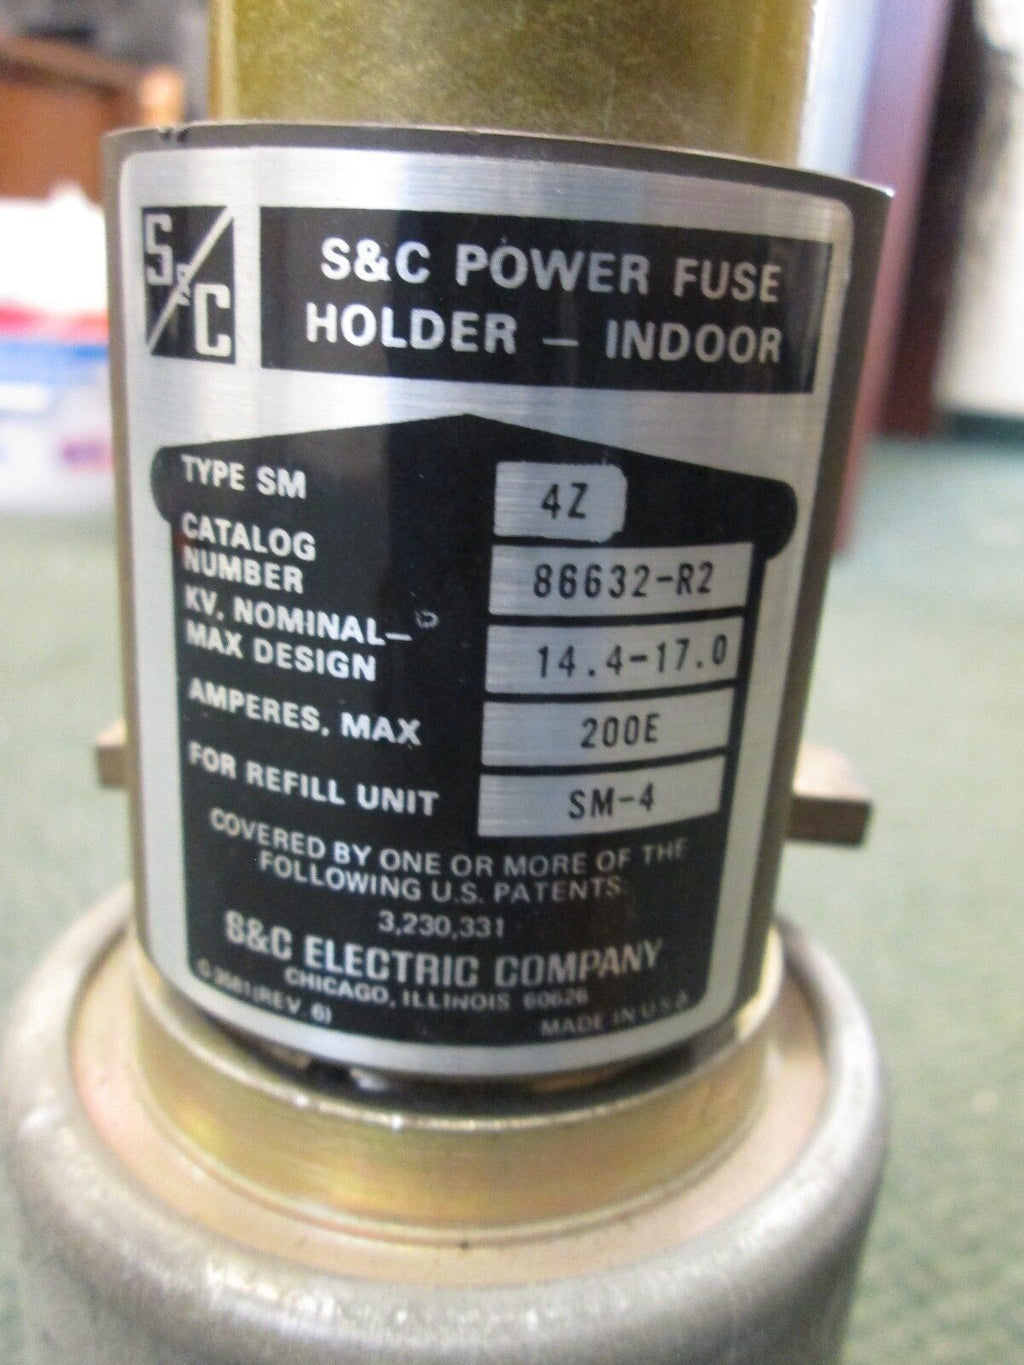 S&C
S&C POWER FUSE
HOLDER — INDOOR
TYPE SM 4Z
CATALOG
NUMBER 86632-R2
KV. NOMINAL—
MAX DESIGN 14.4-17.0
AMPERES, MAX 200E
FOR REFILL UNIT SM-4
COVERED BY ONE OR MORE OF THE
FOLLOWING U.S. PATENTS:
3,230,331
S&C ELECTRIC COMPANY
CHICAGO, ILLINOIS 60626
(REV. 6) MADE IN U.S.A.